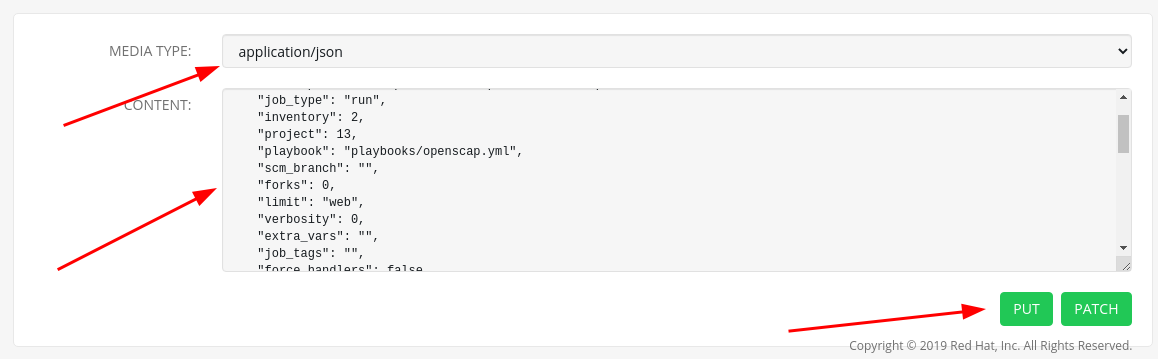 MEDIA TYPE:
application/json
CONTENT:
"job_type": "run",
"inventory": 2,
"project": 13,
"playbook": "playbooks/openscap.yml",
"scm_branch": "",
"forks": 0,
"limit": "web",
"verbosity": 0,
"extra_vars": "",
"job_tags": "",
"force_handlers": false
PUT
PATCH
Copyright © 2019 Red Hat, Inc. All Rights Reserved.